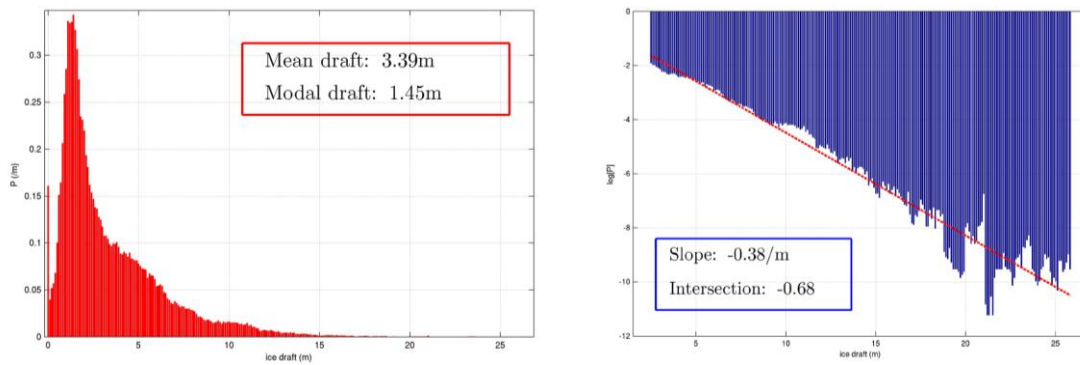 0.3
0.25
0.2
0.15
0.1
0.05
0
P (/m)
Mean draft: 3.39m
Modal draft: 1.45m
0 5 10 15 20 25
ice draft (m)
0
-2
-4
-6
-8
-10
-12
log[P]
Slope: -0.38/m
Intersection: -0.68
5 10 15 20 25
ice draft (m)